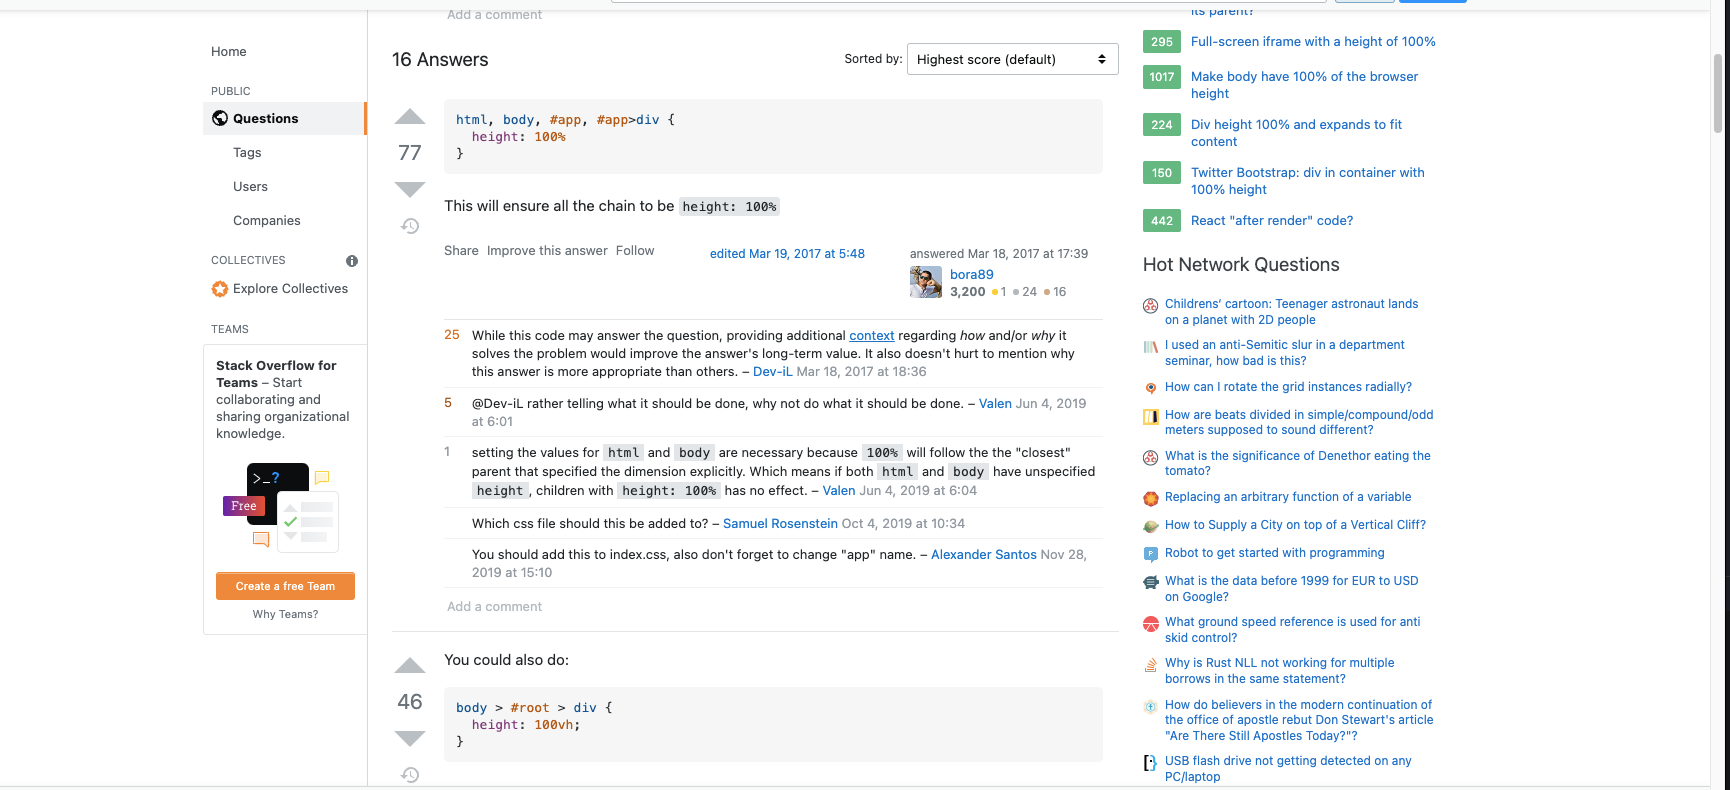 Add a comment
Home
PUBLIC
Questions
Tags
Users
Companies
COLLECTIVES
Explore Collectives
TEAMS
Stack Overflow for
Teams – Start
collaborating and
sharing organizational
knowledge.
>_?
Free
Create a free Team
Why Teams?
16 Answers
Sorted by:
Highest score (default)
77
html, body, #app, #app>div {
height: 100%
}
This will ensure all the chain to be height: 100%
Share Improve this answer Follow
edited Mar 19, 2017 at 5:48
answered Mar 18, 2017 at 17:39
bora89
3,200 1 24 16
25 While this code may answer the question, providing additional context regarding how and/or why it
solves the problem would improve the answer's long-term value. It also doesn't hurt to mention why
this answer is more appropriate than others. – Dev-iL Mar 18, 2017 at 18:36
5 @Dev-iL rather telling what it should be done, why not do what it should be done. – Valen Jun 4, 2019
at 6:01
1 setting the values for html and body are necessary because 100% will follow the the "closest"
parent that specified the dimension explicitly. Which means if both html and body have unspecified
height , children with height: 100% has no effect. – Valen Jun 4, 2019 at 6:04
Which css file should this be added to? – Samuel Rosenstein Oct 4, 2019 at 10:34
You should add this to index.css, also don't forget to change "app" name. – Alexander Santos Nov 28,
2019 at 15:10
Add a comment
46
You could also do:
body > #root > div {
height: 100vh;
}
its parent?
295 Full-screen iframe with a height of 100%
1017 Make body have 100% of the browser
height
224 Div height 100% and expands to fit
content
150 Twitter Bootstrap: div in container with
100% height
442 React "after render" code?
Hot Network Questions
Childrens' cartoon: Teenager astronaut lands
on a planet with 2D people
I used an anti-Semitic slur in a department
seminar, how bad is this?
How can I rotate the grid instances radially?
How are beats divided in simple/compound/odd
meters supposed to sound different?
What is the significance of Denethor eating the
tomato?
Replacing an arbitrary function of a variable
How to Supply a City on top of a Vertical Cliff?
Robot to get started with programming
What is the data before 1999 for EUR to USD
on Google?
What ground speed reference is used for anti
skid control?
Why is Rust NLL not working for multiple
borrows in the same statement?
How do believers in the modern continuation of
the office of apostle rebut Don Stewart's article
"Are There Still Apostles Today?"?
USB flash drive not getting detected on any
PC/laptop